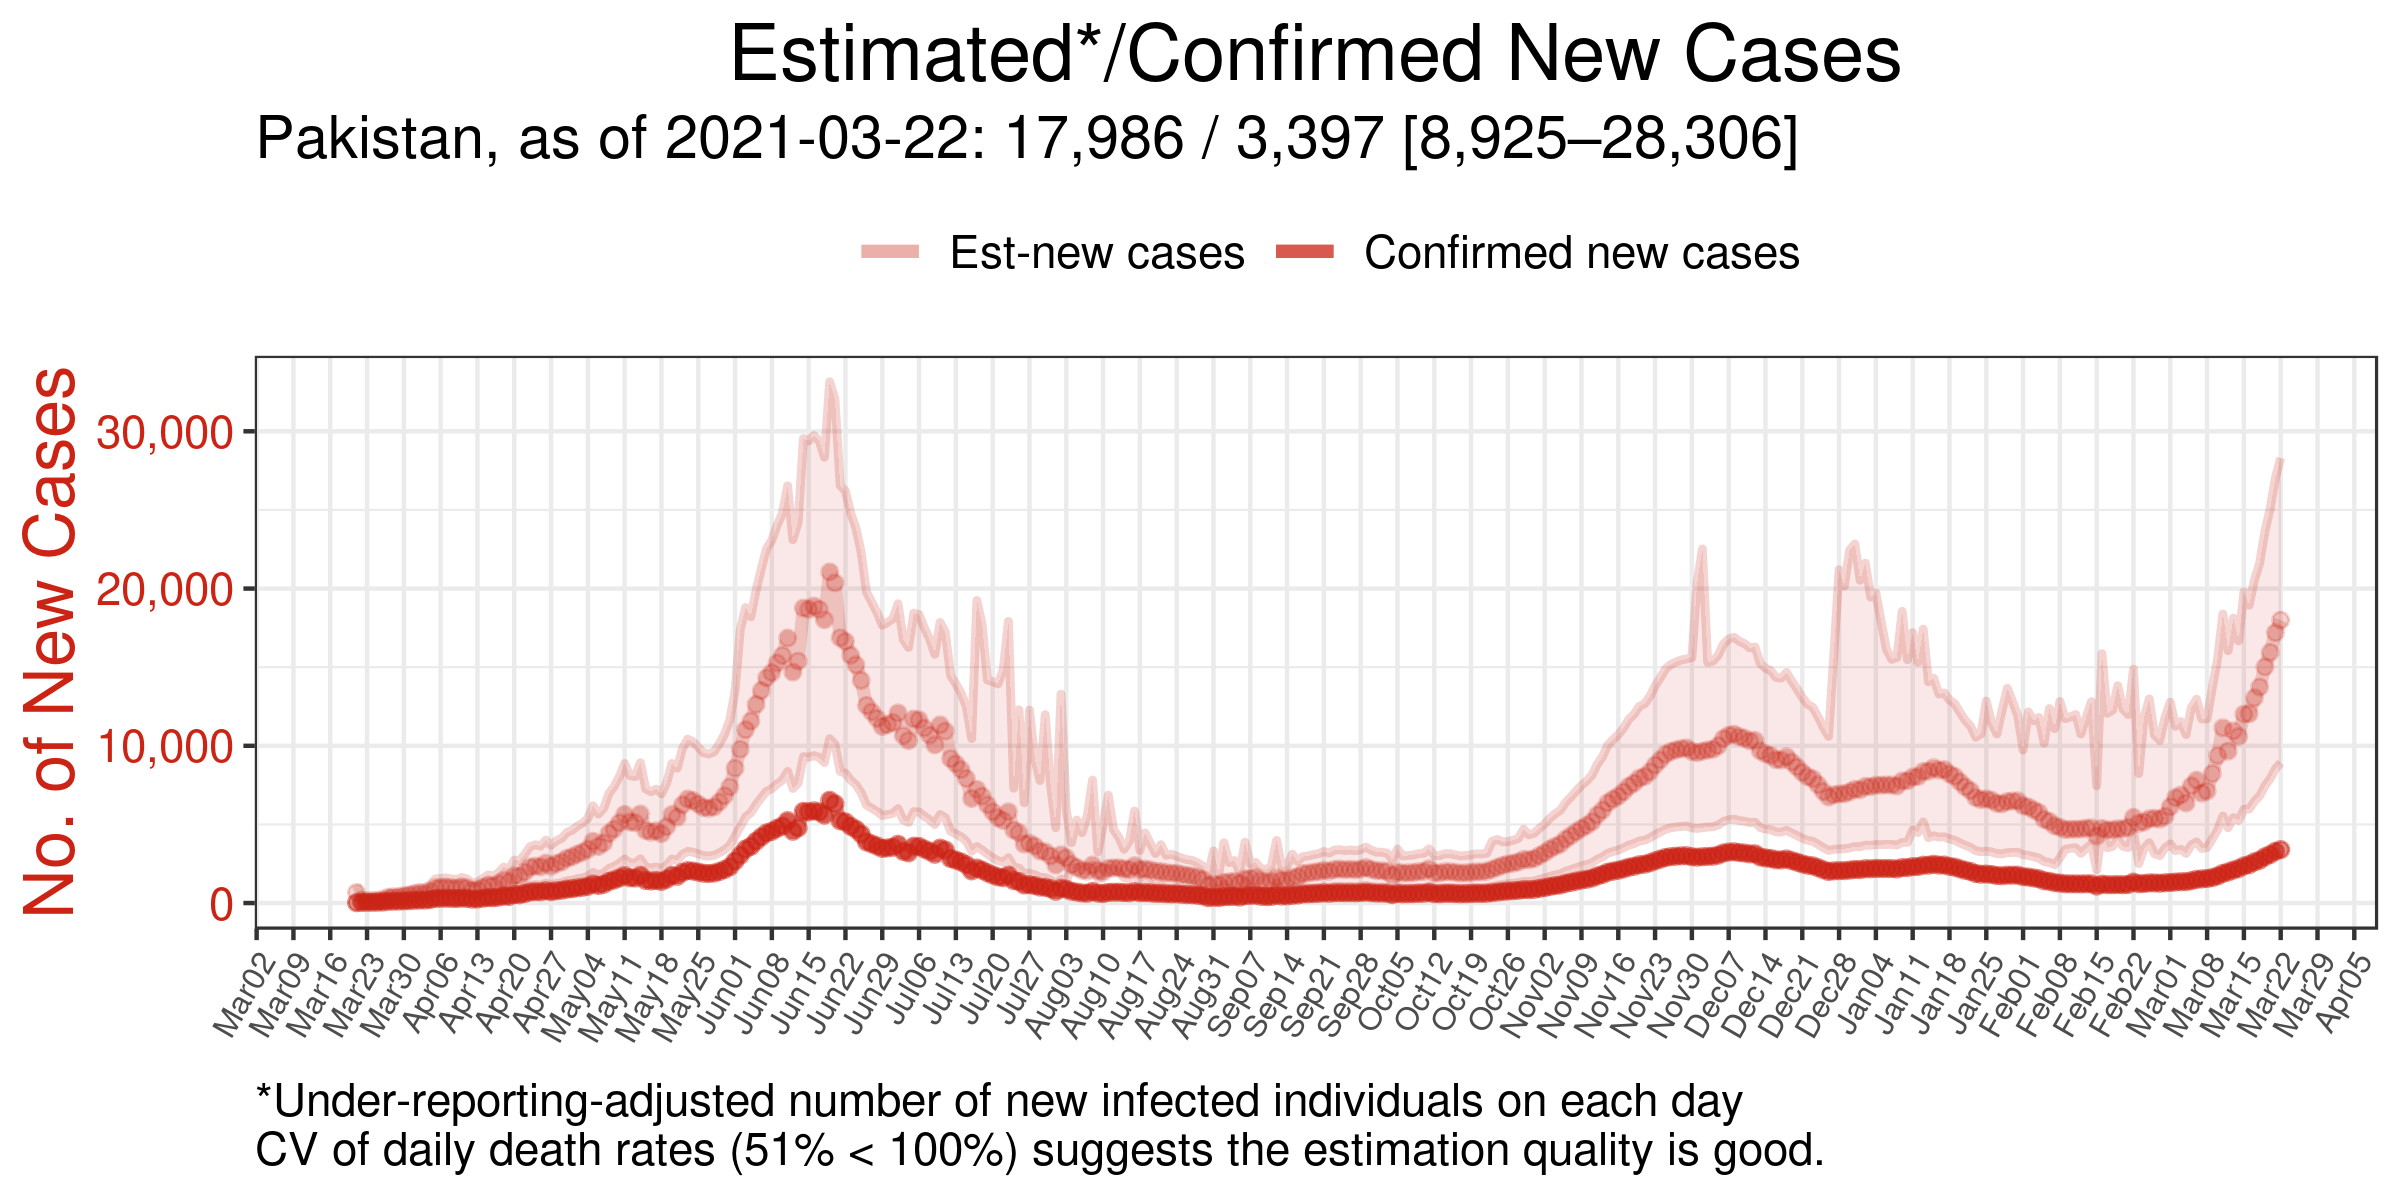 Estimated*/Confirmed New Cases
Pakistan, as of 2021-03-22: 17,986 / 3,397 [8,925–28,306]
Est-new cases Confirmed new cases
No. of New Cases
30,000
20,000
10,000
0
Mar02 Mar09 Mar16 Mar23 Mar30 Apr06 Apr13 Apr20 Apr27 May04 May11 May18 May25 Jun01 Jun08 Jun15 Jun22 Jun29 Jul06 Jul13 Jul20 Jul27 Aug03 Aug10 Aug17 Aug24 Aug31 Sep07 Sep14 Sep21 Sep28 Oct05 Oct12 Oct19 Oct26 Nov02 Nov09 Nov16 Nov23 Nov30 Dec07 Dec14 Dec21 Dec28 Jan04 Jan11 Jan18 Jan25 Feb01 Feb08 Feb15 Feb22 Mar01 Mar08 Mar15 Mar22 Mar29 Apr05
*Under-reporting-adjusted number of new infected individuals on each day
CV of daily death rates (51% < 100%) suggests the estimation quality is good.